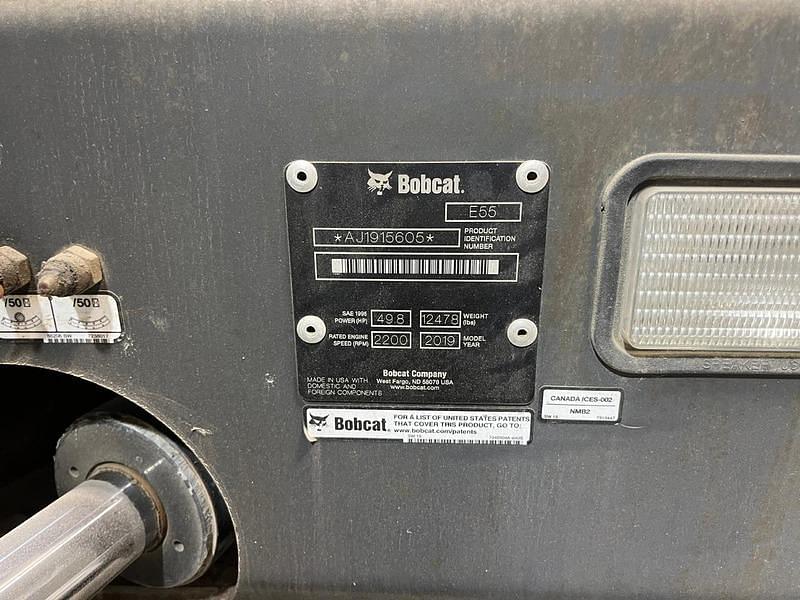 Bobcat.
E55
*AJ1915605*
PRODUCT
IDENTIFICATION
NUMBER
SAE 1995
POWER (HP)
49.8
12478
WEIGHT
(lbs)
RATED ENGINE
SPEED (RPM)
2200
2019
MODEL
YEAR
Bobcat Company
West Fargo, ND 58078 USA
www.bobcat.com
MADE IN USA WITH
DOMESTIC AND
FOREIGN COMPONENTS
Bobcat.
FOR A LIST OF UNITED STATES PATENTS
THAT COVER THIS PRODUCT, GO TO:
www.bobcat.com/patents
CANADA ICES-002
NMB2